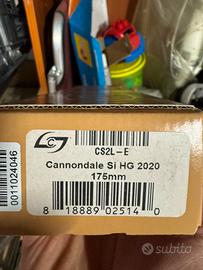 CS2L-E
Cannondale Si HG 2020
175mm
8 18889 02514 0
0011024046
subito